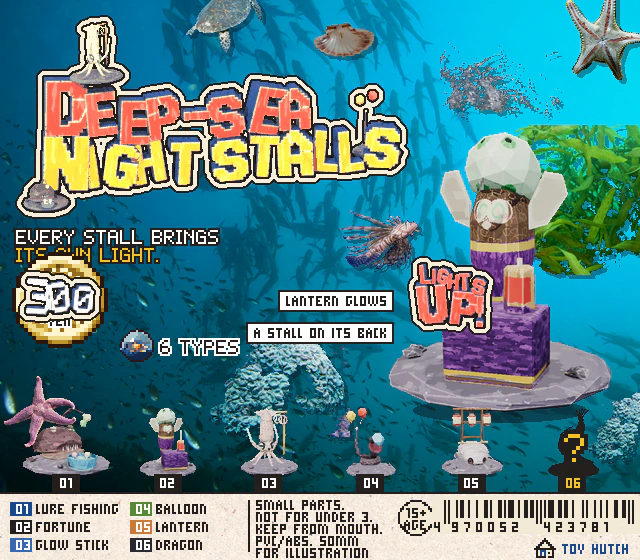 DEEP-SEA
NIGHT STALLS
EVERY STALL BRINGS
ITS OWN LIGHT.
300
LIGHTS
UP!
LANTERN GLOWS
A STALL ON ITS BACK
6 TYPES
01
02
03
04
05
06
?
01 LURE FISHING
02 FORTUNE
03 GLOW STICK
04 BALLOON
05 LANTERN
06 DRAGON
SMALL PARTS.
NOT FOR UNDER 3.
KEEP FROM MOUTH.
PVC/ABS. 50MM
FOR ILLUSTRATION
15+
AGE
4 970052 423781
TOY HUTCH